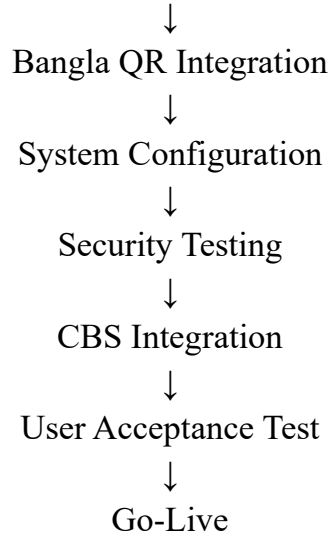 ↓
Bangla QR Integration
↓
System Configuration
↓
Security Testing
↓
CBS Integration
↓
User Acceptance Test
↓
Go-Live